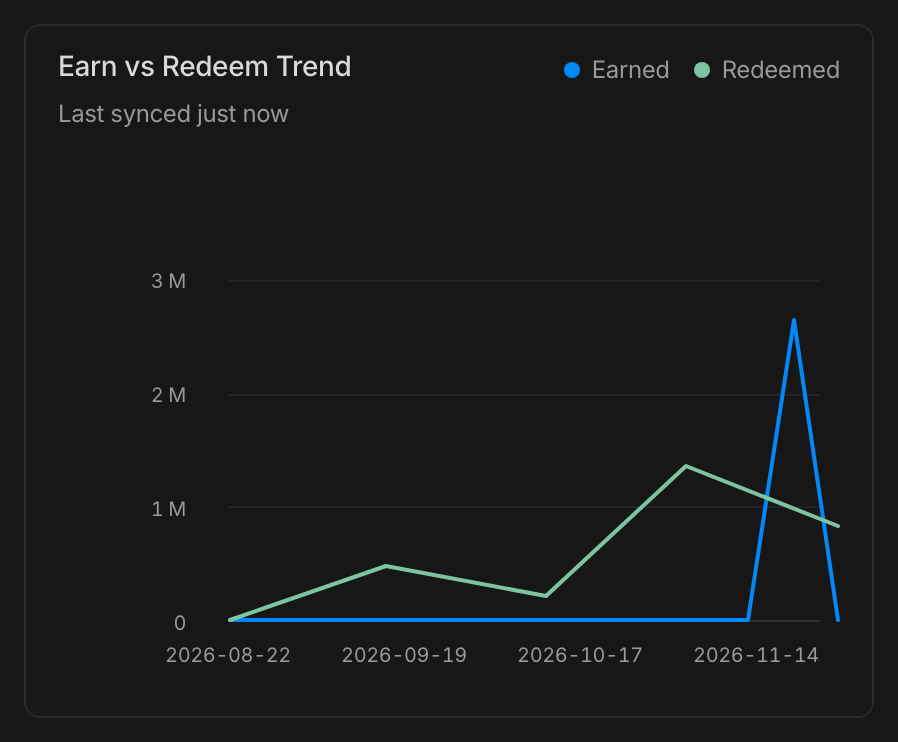 Earn vs Redeem Trend
Earned
Redeemed
Last synced just now
3 M
2 M
1 M
0
2026-08-22
2026-09-19
2026-10-17
2026-11-14